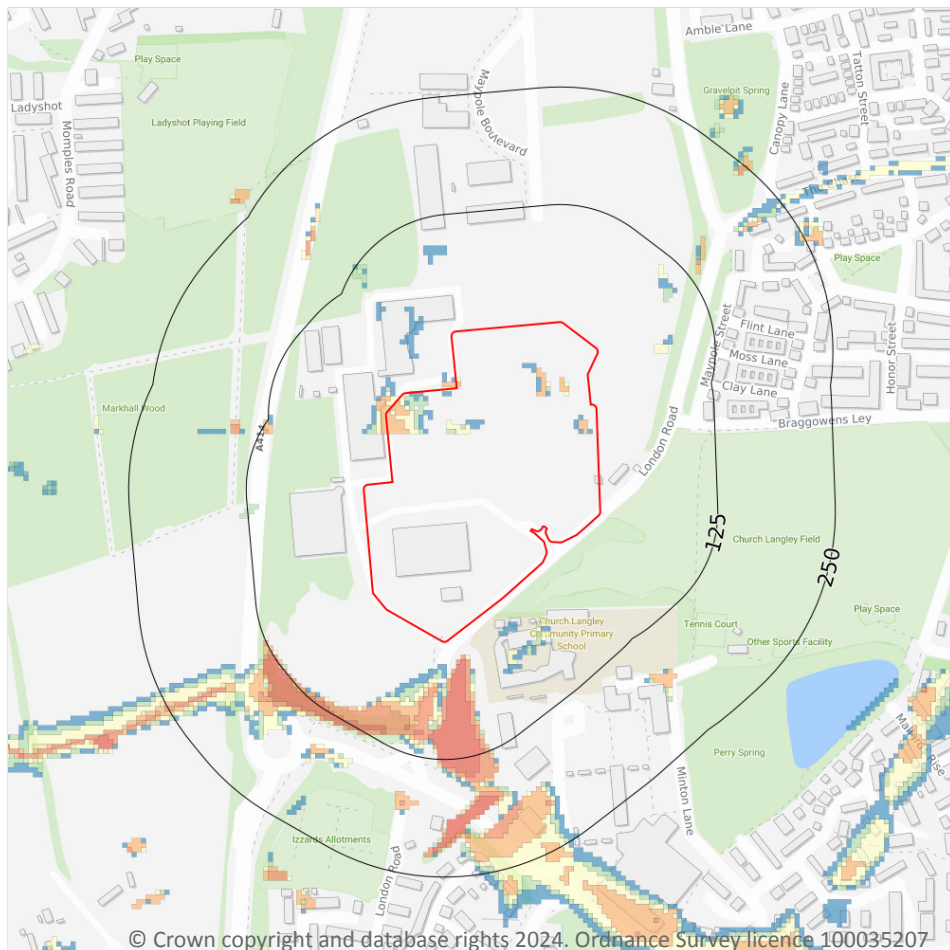 Amble Lane
Play Space
Tatton Street
Maypole Boulevard
Gravelpit Spring
Canopy Lane
Ladyshot
Ladyshot Playing Field
Momples Road
Play Space
Maypole Street
Flint Lane
Moss Lane
Clay Lane
Honor Street
Markhall Wood
A414
London Road
Braggowens Ley
125
Church Langley Field
250
Church Langley
Community Primary
School
Play Space
Tennis Court
Other Sports Facility
Perry Spring
Minton Lane
Izzards Allotments
London Road
© Crown copyright and database rights 2024. Ordnance Survey licence 100035207